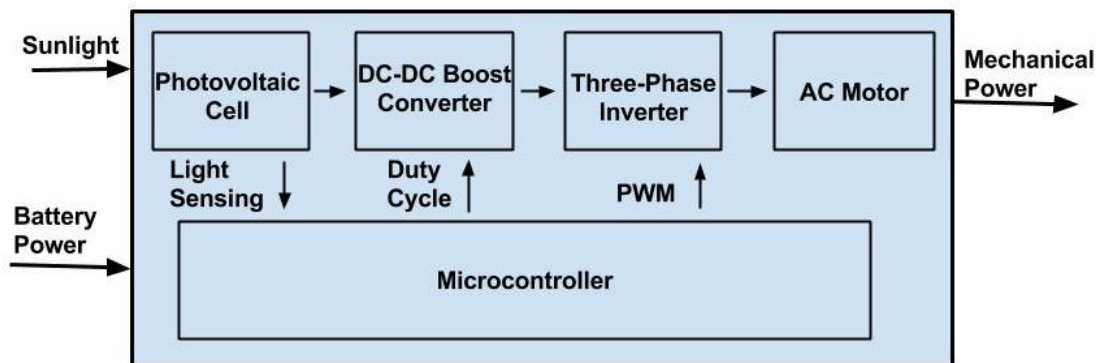 Sunlight
Photovoltaic
Cell
DC-DC Boost
Converter
Three-Phase
Inverter
AC Motor
Mechanical
Power
Light
Sensing
Duty
Cycle
PWM
Battery
Power
Microcontroller